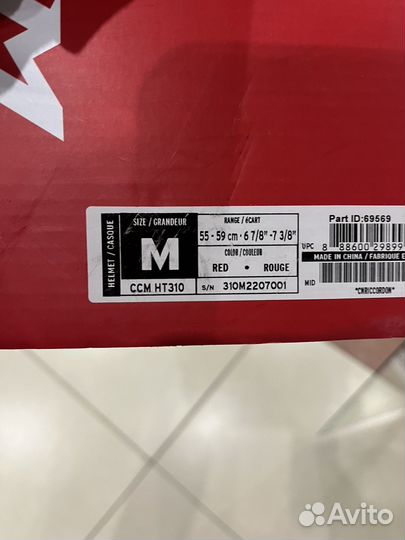 HELMET / CASQUE
SIZE / GRANDEUR
M
CCM HT310
RANGE / ÉCART
55 - 59 cm · 6 7/8" -7 3/8"
COLOR / COULEUR
RED • ROUGE
S/N 310M2207001
Part ID:69569
UPC 8 88600 29899
MADE IN CHINA / FABRIQUE E
MID
*CNRICCORDON*
Avito